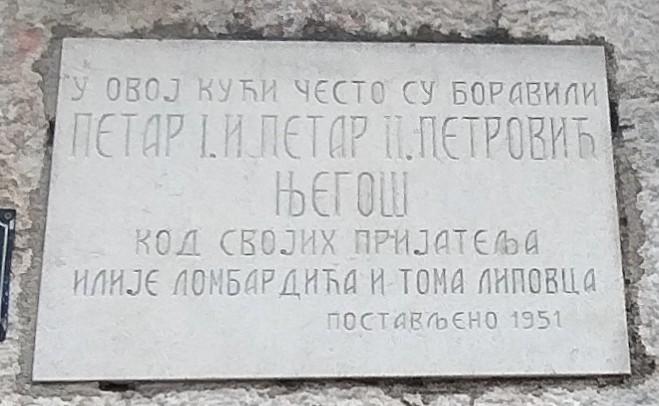 У ОВОЈ КУЋИ ЧЕСТО СУ БОРАВИЛИ
ПЕТАР I. И ПЕТАР II. ПЕТРОВИЋ
ЊЕГОШ
КОД СВОЈИХ ПРИЈАТЕЉА
ИЛИЈЕ ЛОМБАРДИЋА И ТОМА ЛИПОВЦА
ПОСТАВЉЕНО 1951